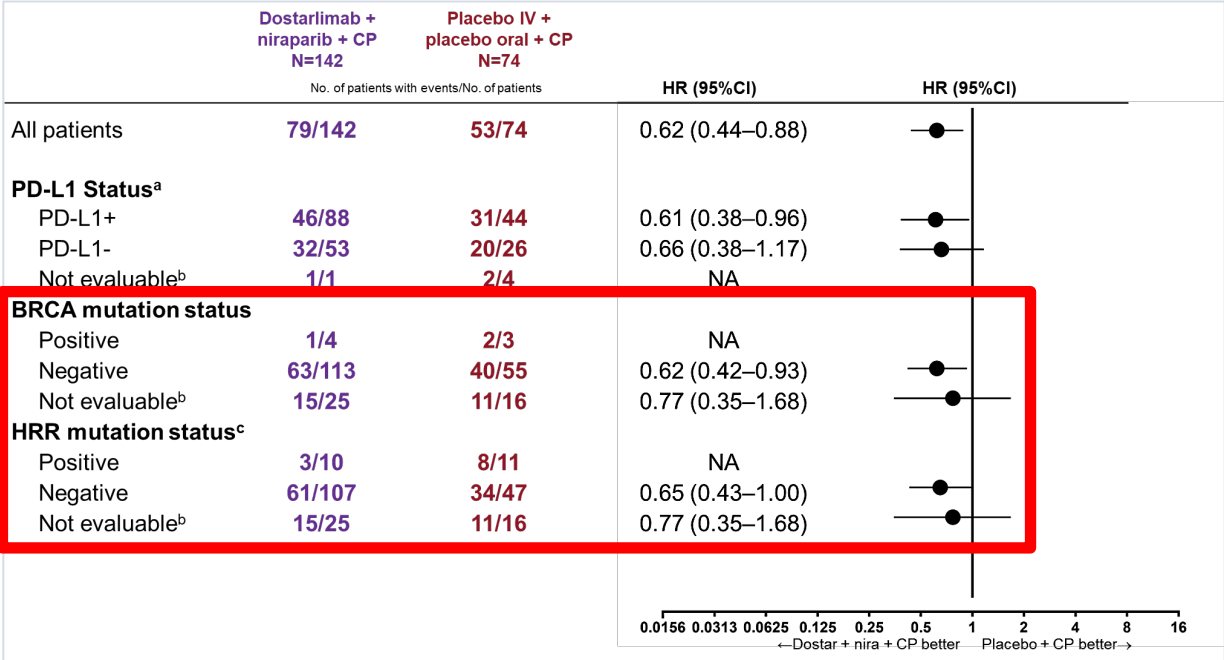 Dostarlimab + Placebo IV +
niraparib + CP placebo oral + CP
N=142 N=74
No. of patients with events/No. of patients HR (95%CI) HR (95%CI)
All patients 79/142 53/74 0.62 (0.44–0.88)
PD-L1 Statusᵃ
PD-L1+ 46/88 31/44 0.61 (0.38–0.96)
PD-L1- 32/53 20/26 0.66 (0.38–1.17)
Not evaluableᵇ 1/1 2/4 NA
BRCA mutation status
Positive 1/4 2/3 NA
Negative 63/113 40/55 0.62 (0.42–0.93)
Not evaluableᵇ 15/25 11/16 0.77 (0.35–1.68)
HRR mutation statusᶜ
Positive 3/10 8/11 NA
Negative 61/107 34/47 0.65 (0.43–1.00)
Not evaluableᵇ 15/25 11/16 0.77 (0.35–1.68)
0.0156 0.0313 0.0625 0.125 0.25 0.5 1 2 4 8 16
←Dostar + nira + CP better Placebo + CP better→